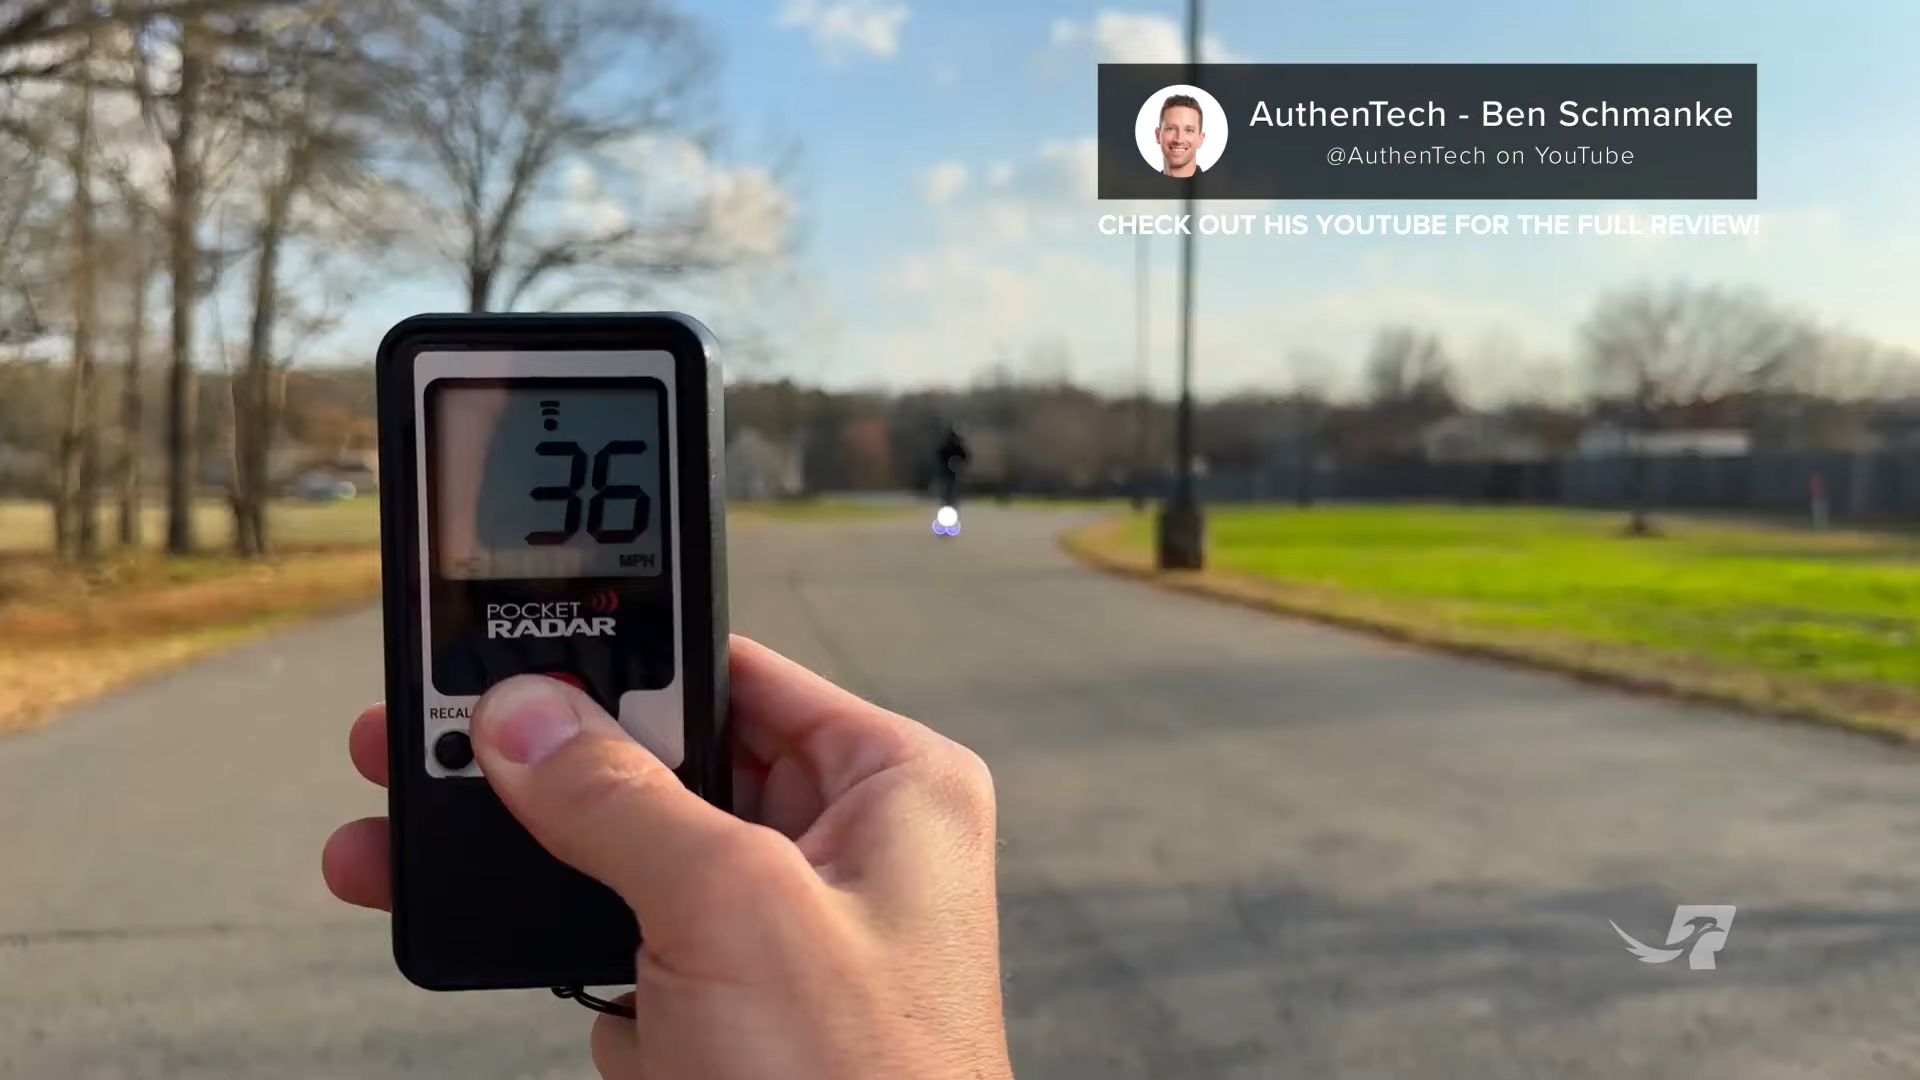 AuthenTech - Ben Schmanke
@AuthenTech on YouTube
CHECK OUT HIS YOUTUBE FOR THE FULL REVIEW!
36
MPH
POCKET
RADAR
RECAL